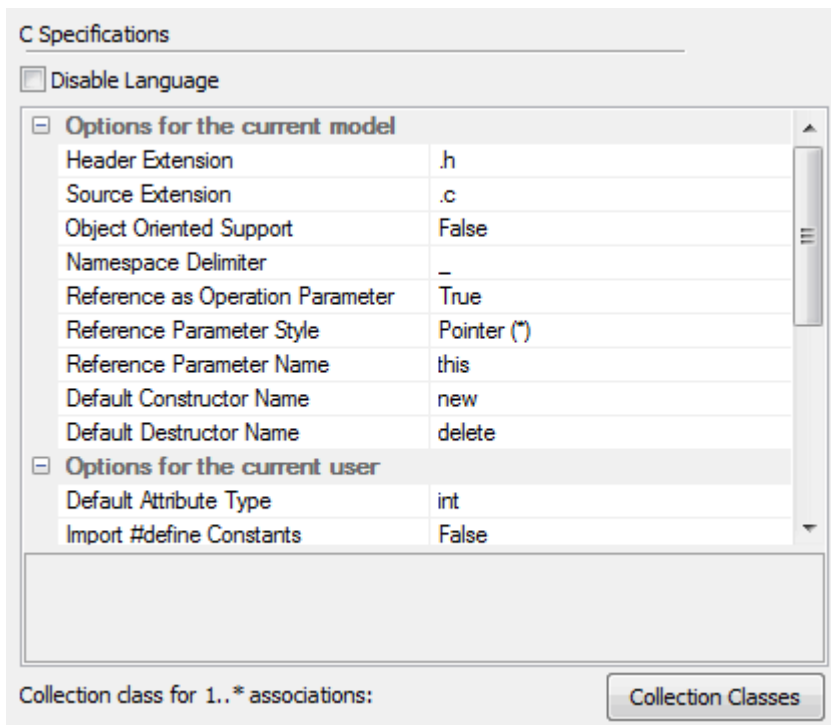 C Specifications
Disable Language
Options for the current model
Header Extension .h
Source Extension .c
Object Oriented Support False
Namespace Delimiter _
Reference as Operation Parameter True
Reference Parameter Style Pointer (*)
Reference Parameter Name this
Default Constructor Name new
Default Destructor Name delete
Options for the current user
Default Attribute Type int
Import #define Constants False
Collection class for 1..* associations: Collection Classes